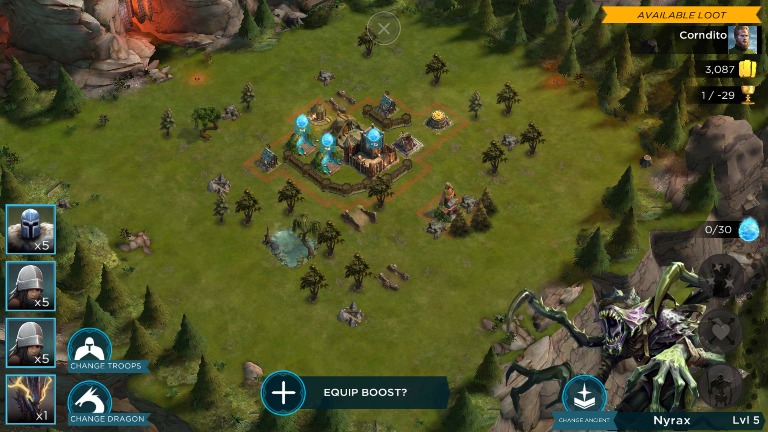 AVAILABLE LOOT
Corndito
3,087
1 / -29
0/30
x5
x5
x5
x1
CHANGE TROOPS
CHANGE DRAGON
EQUIP BOOST?
CHANGE ANCIENT
Nyrax
Lvl 5